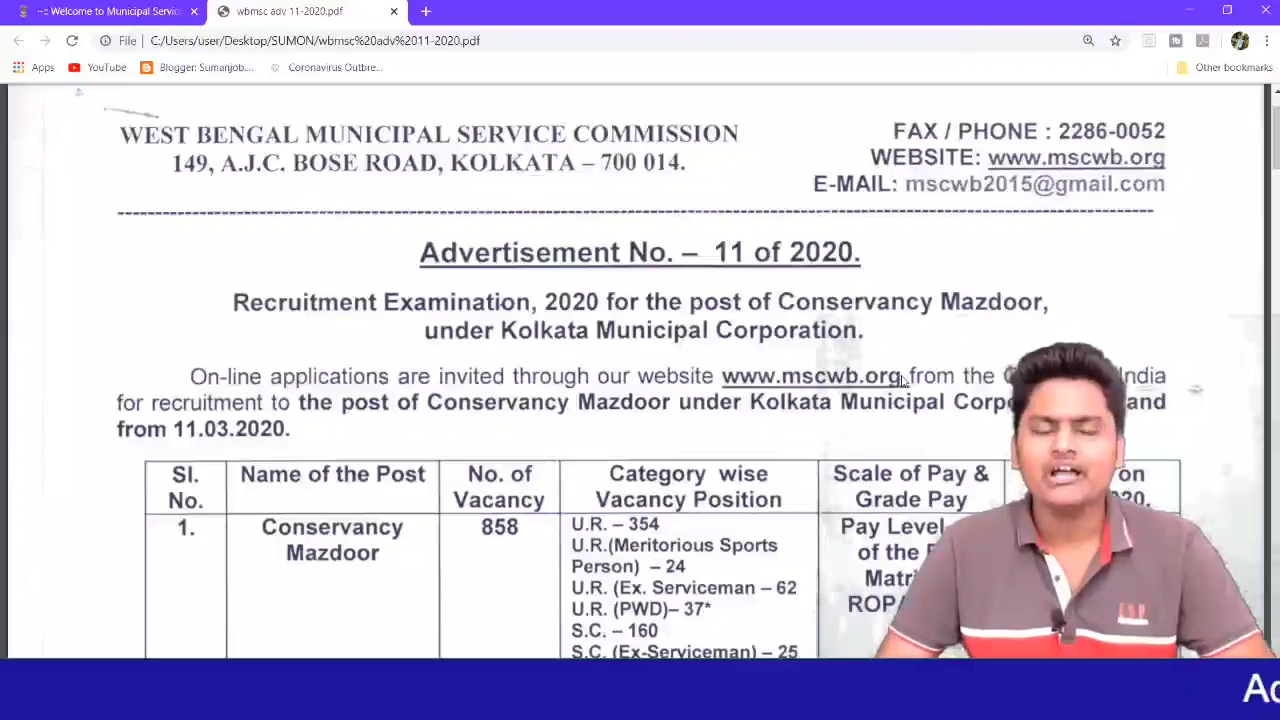 -:: Welcome to Municipal Servic
wbmsc adv 11-2020.pdf
File
C:/Users/user/Desktop/SUMON/wbmsc%20adv%2011-2020.pdf
Apps
YouTube
Blogger: Sumanjob....
Coronavirus Outbre...
Other bookmarks
WEST BENGAL MUNICIPAL SERVICE COMMISSION
149, A.J.C. BOSE ROAD, KOLKATA – 700 014.
FAX / PHONE : 2286-0052
WEBSITE: www.mscwb.org
E-MAIL: mscwb2015@gmail.com
Advertisement No. – 11 of 2020.
Recruitment Examination, 2020 for the post of Conservancy Mazdoor,
under Kolkata Municipal Corporation.
On-line applications are invited through our website www.mscwb.org from the India
for recruitment to the post of Conservancy Mazdoor under Kolkata Municipal and
from 11.03.2020.
Sl.
No.
Name of the Post
No. of
Vacancy
Category wise
Vacancy Position
Scale of Pay &
Grade Pay
on
1.
Conservancy
Mazdoor
858
U.R. – 354
U.R.(Meritorious Sports
Person) – 24
U.R. (Ex. Serviceman – 62
U.R. (PWD)– 37*
S.C. – 160
S.C. (Ex-Serviceman) – 25
Pay Level
of the